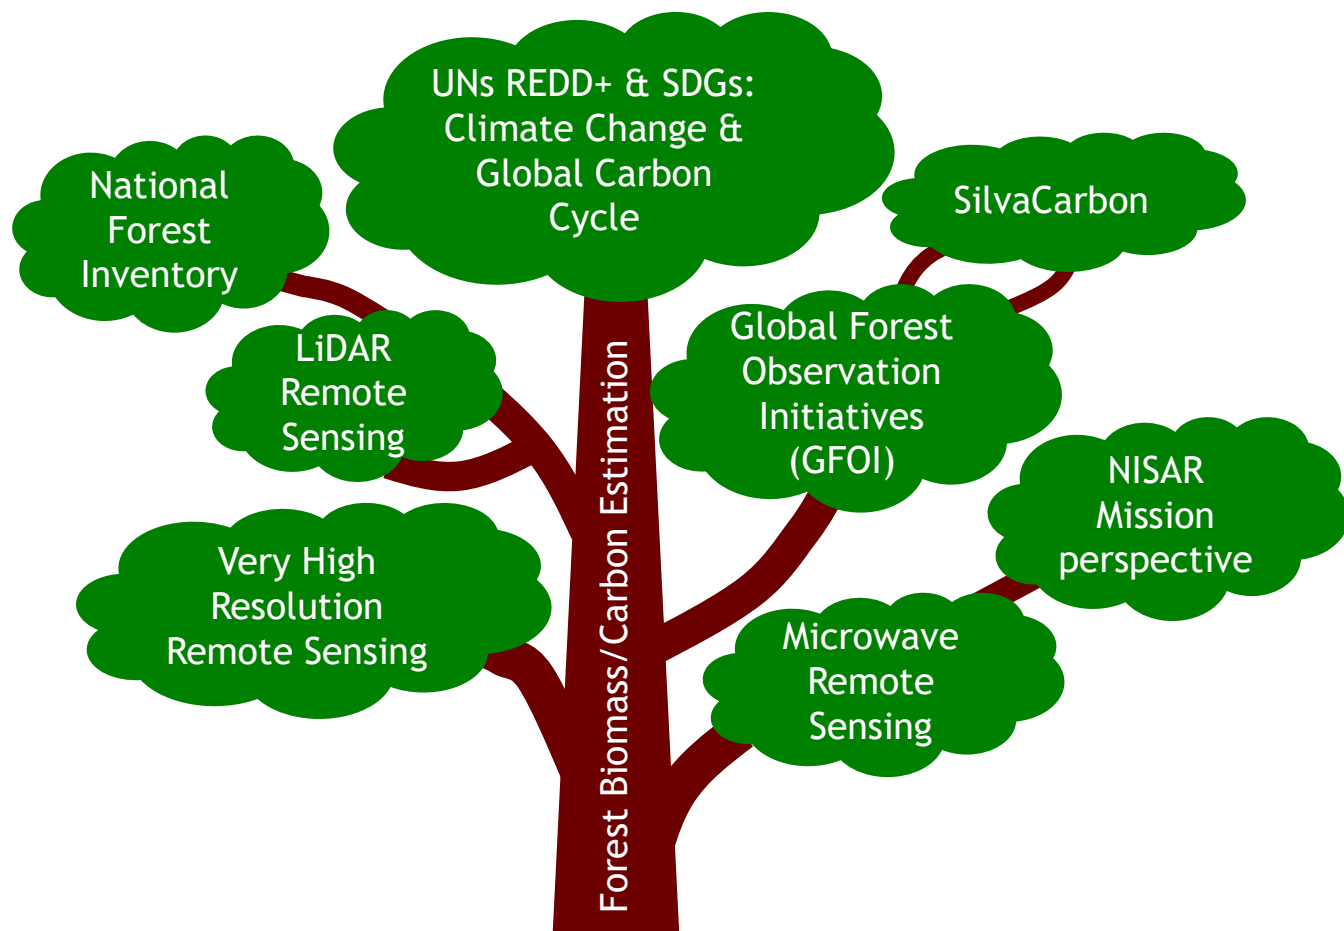 UNs REDD+ & SDGs:
Climate Change &
Global Carbon
Cycle
National
Forest
Inventory
SilvaCarbon
LiDAR
Remote
Sensing
Global Forest
Observation
Initiatives
(GFOI)
NISAR
Mission
perspective
Very High
Resolution
Remote Sensing
Microwave
Remote
Sensing
Forest Biomass/Carbon Estimation